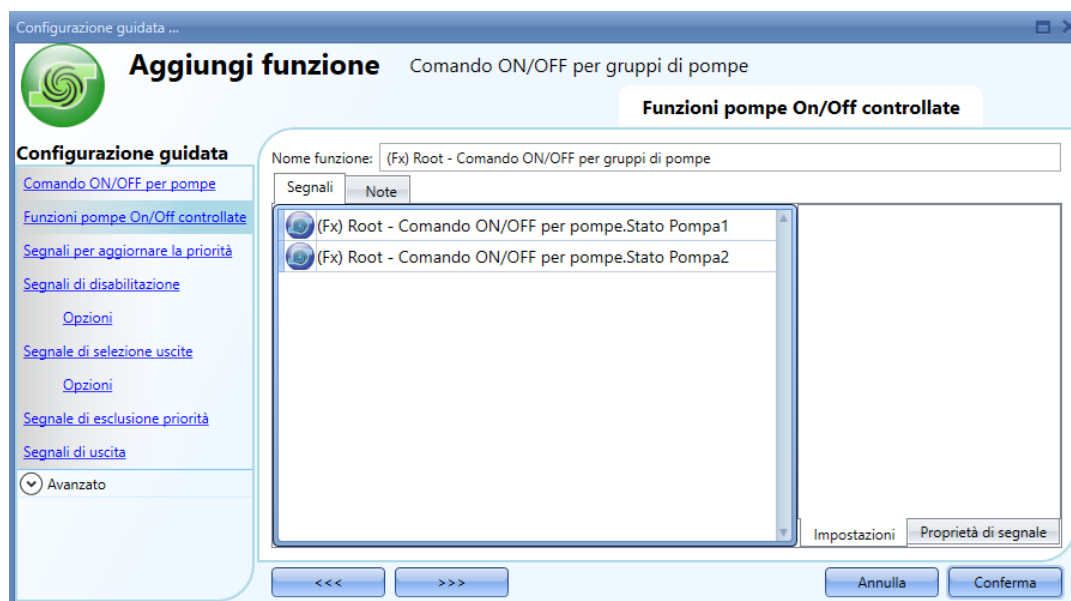 Configurazione guidata ...
Aggiungi funzione
Comando ON/OFF per gruppi di pompe
Funzioni pompe On/Off controllate
Configurazione guidata
Comando ON/OFF per pompe
Funzioni pompe On/Off controllate
Segnali per aggiornare la priorità
Segnali di disabilitazione
Opzioni
Segnale di selezione uscite
Opzioni
Segnale di esclusione priorità
Segnali di uscita
Avanzato
Nome funzione: (Fx) Root - Comando ON/OFF per gruppi di pompe
Segnali Note
(Fx) Root - Comando ON/OFF per pompe.Stato Pompa1
(Fx) Root - Comando ON/OFF per pompe.Stato Pompa2
Impostazioni Proprietà di segnale
<<< >>> Annulla Conferma